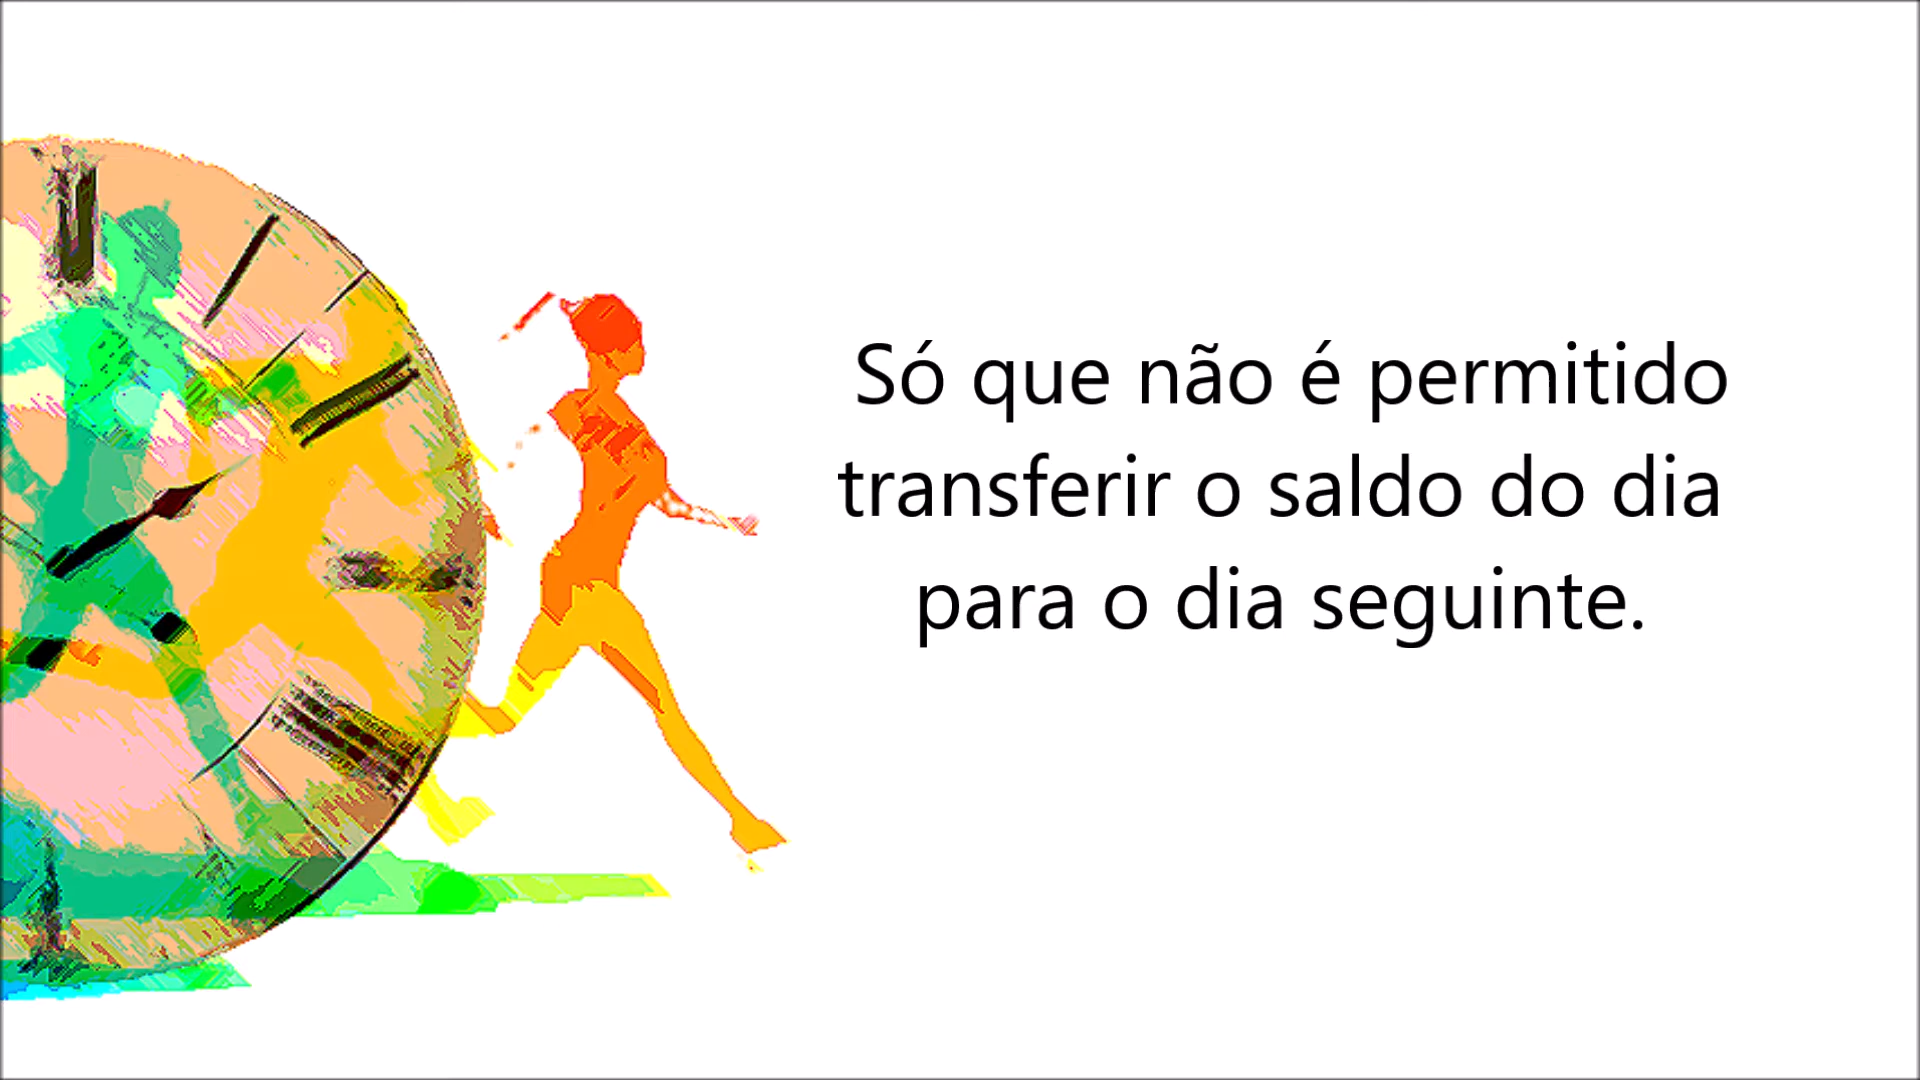 Só que não é permitido
transferir o saldo do dia
para o dia seguinte.